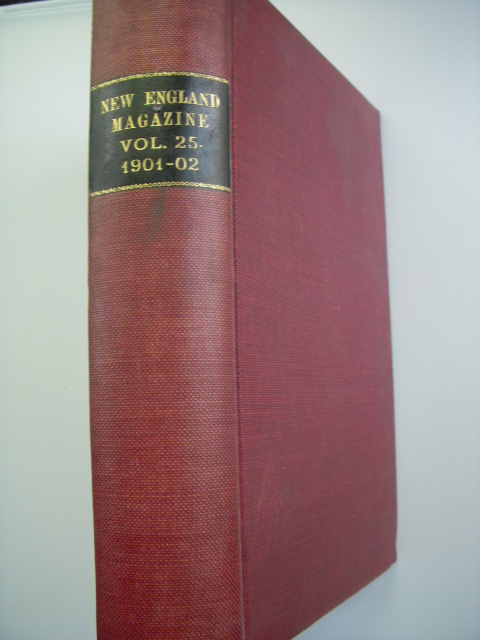 NEW ENGLAND
MAGAZINE
VOL. 25.
1901-02